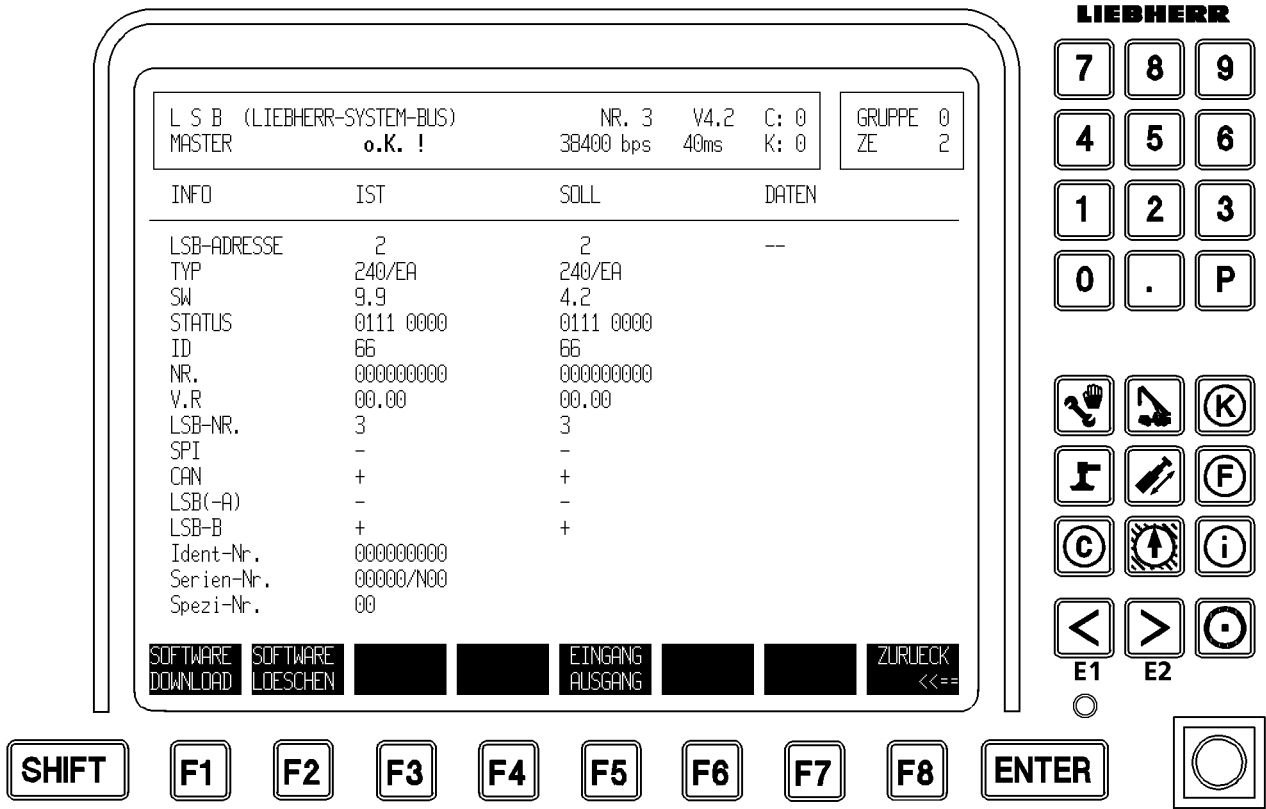 LIEBHERR
L S B (LIEBHERR-SYSTEM-BUS) NR. 3 V4.2 C: 0 GRUPPE 0
MASTER o.K. ! 38400 bps 40ms K: 0 ZE 2
INFO IST SOLL DATEN
LSB-ADRESSE 2 2 --
TYP 240/EA 240/EA
SW 9.9 4.2
STATUS 0111 0000 0111 0000
ID 66 66
NR. 000000000 000000000
V.R 00.00 00.00
LSB-NR. 3 3
SPI - -
CAN + +
LSB(-A) - -
LSB-B + +
Ident-Nr. 000000000
Serien-Nr. 00000/N00
Spezi-Nr. 00
SOFTWARE SOFTWARE EINGANG ZURUECK
DOWNLOAD LOESCHEN AUSGANG <<==
7 8 9
4 5 6
1 2 3
0 . P
K
F
C i
< >
E1 E2
SHIFT F1 F2 F3 F4 F5 F6 F7 F8 ENTER